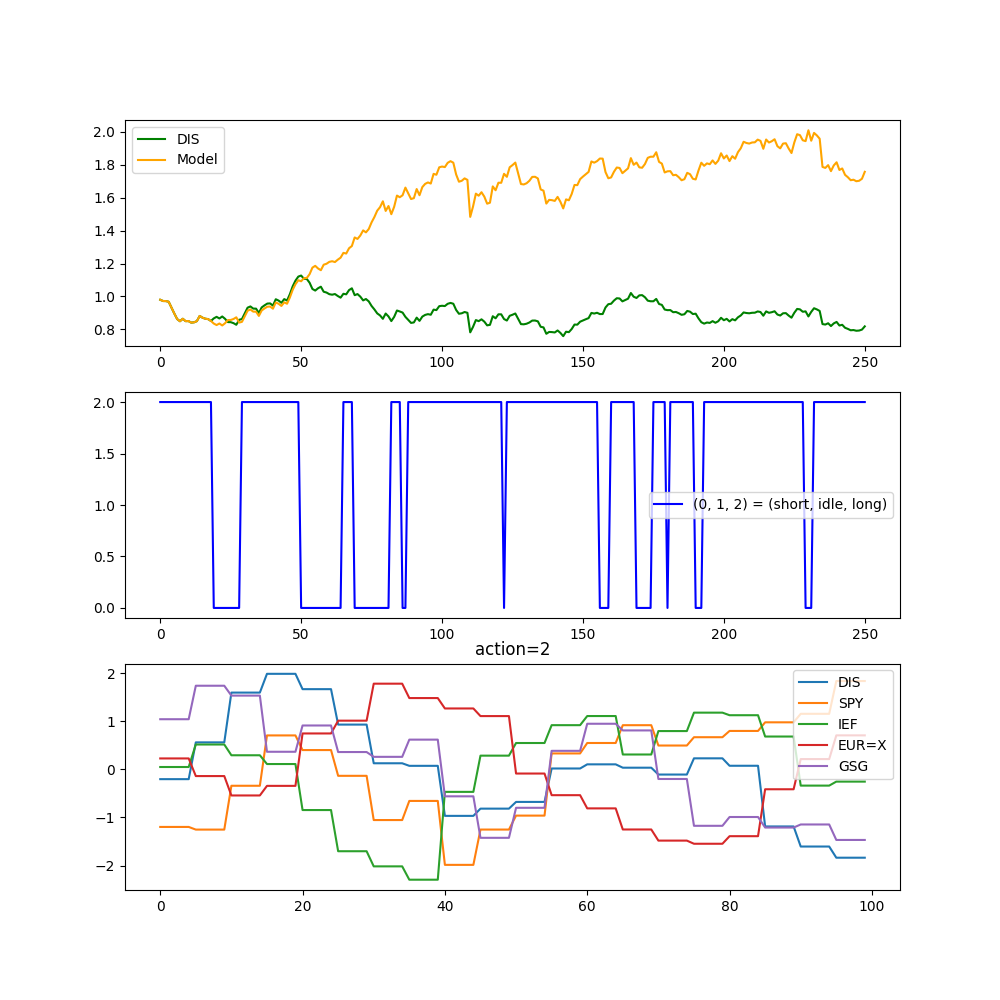 2.0
1.8
1.6
1.4
1.2
1.0
0.8
DIS
Model
0 50 100 150 200 250
2.0
1.5
1.0
0.5
0.0
(0, 1, 2) = (short, idle, long)
0 50 100 150 200 250
action=2
2
1
0
−1
−2
DIS
SPY
IEF
EUR=X
GSG
0 20 40 60 80 100